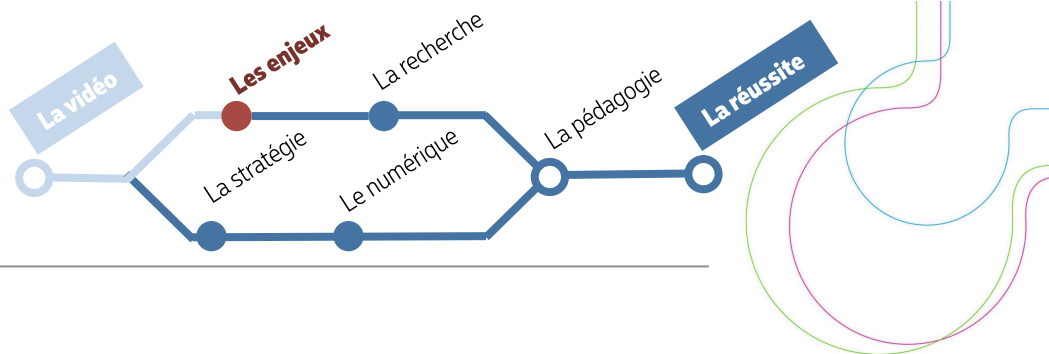 La vidéo
Les enjeux
La recherche
La stratégie
Le numérique
La pédagogie
La réussite